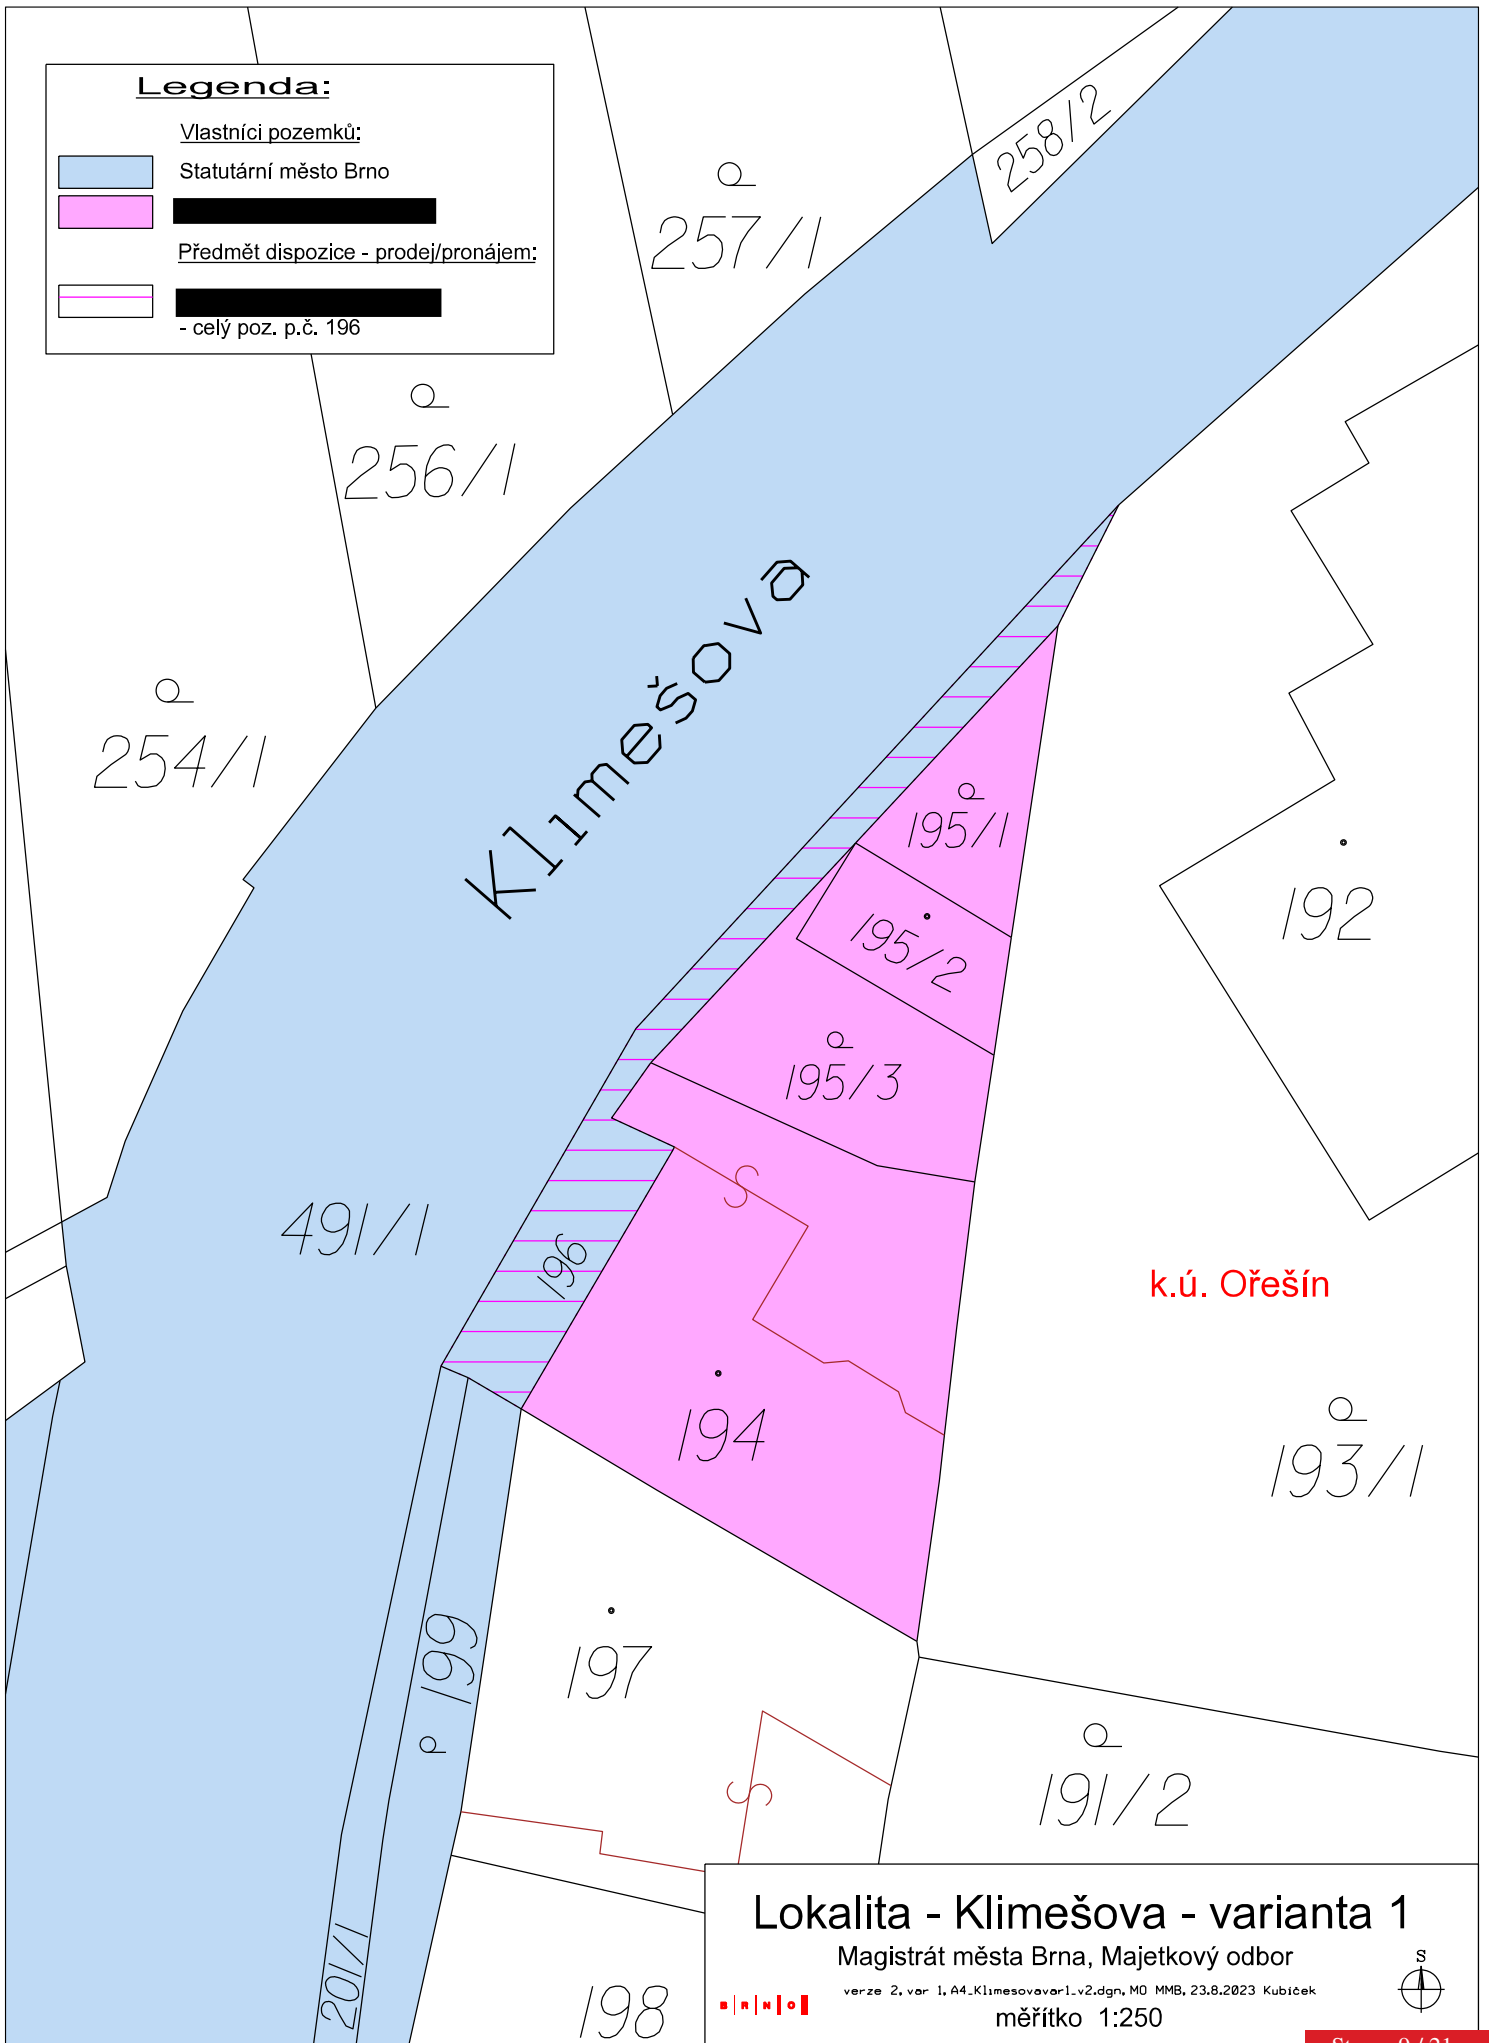 Legenda:
Vlastníci pozemků:
Statutární město Brno
Předmět dispozice - prodej/pronájem:
- celý poz. p.č. 196
258/2
257/1
256/1
254/1
Klimešova
195/1
195/2
192
195/3
S
491/1
196
k.ú. Ořešín
194
193/1
199
197
191/2
S
201/1
198
Lokalita - Klimešova - varianta 1
Magistrát města Brna, Majetkový odbor
S
verze 2, var 1, A4_Klimesovavar1_v2.dgn, MO MMB, 23.8.2023 Kubíček
BRNO
měřítko 1:250